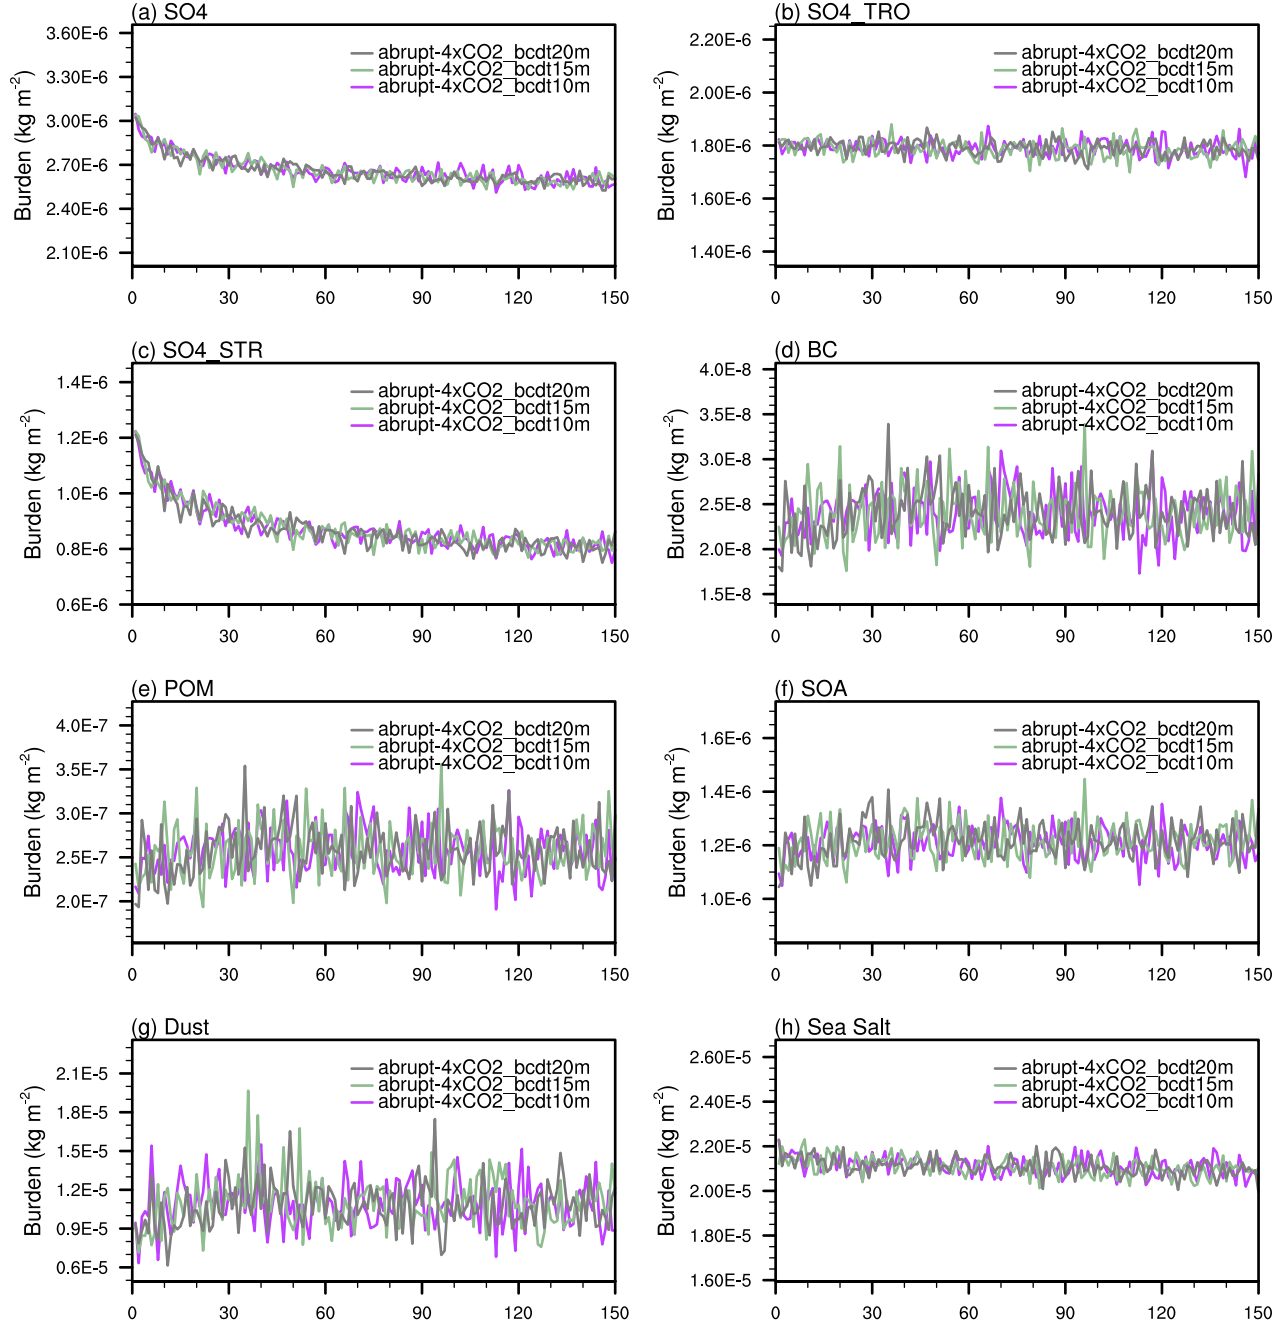 (a) SO4
3.60E-6
3.30E-6
3.00E-6
2.70E-6
2.40E-6
2.10E-6
Burden (kg m-2)
abrupt-4xCO2_bcdt20m
abrupt-4xCO2_bcdt15m
abrupt-4xCO2_bcdt10m
0 30 60 90 120 150
(b) SO4_TRO
2.20E-6
2.00E-6
1.80E-6
1.60E-6
1.40E-6
Burden (kg m-2)
abrupt-4xCO2_bcdt20m
abrupt-4xCO2_bcdt15m
abrupt-4xCO2_bcdt10m
0 30 60 90 120 150
(c) SO4_STR
1.4E-6
1.2E-6
1.0E-6
0.8E-6
0.6E-6
Burden (kg m-2)
abrupt-4xCO2_bcdt20m
abrupt-4xCO2_bcdt15m
abrupt-4xCO2_bcdt10m
0 30 60 90 120 150
(d) BC
4.0E-8
3.5E-8
3.0E-8
2.5E-8
2.0E-8
1.5E-8
Burden (kg m-2)
abrupt-4xCO2_bcdt20m
abrupt-4xCO2_bcdt15m
abrupt-4xCO2_bcdt10m
0 30 60 90 120 150
(e) POM
4.0E-7
3.5E-7
3.0E-7
2.5E-7
2.0E-7
Burden (kg m-2)
abrupt-4xCO2_bcdt20m
abrupt-4xCO2_bcdt15m
abrupt-4xCO2_bcdt10m
0 30 60 90 120 150
(f) SOA
1.6E-6
1.4E-6
1.2E-6
1.0E-6
Burden (kg m-2)
abrupt-4xCO2_bcdt20m
abrupt-4xCO2_bcdt15m
abrupt-4xCO2_bcdt10m
0 30 60 90 120 150
(g) Dust
2.1E-5
1.8E-5
1.5E-5
1.2E-5
0.9E-5
0.6E-5
Burden (kg m-2)
abrupt-4xCO2_bcdt20m
abrupt-4xCO2_bcdt15m
abrupt-4xCO2_bcdt10m
0 30 60 90 120 150
(h) Sea Salt
2.60E-5
2.40E-5
2.20E-5
2.00E-5
1.80E-5
1.60E-5
Burden (kg m-2)
abrupt-4xCO2_bcdt20m
abrupt-4xCO2_bcdt15m
abrupt-4xCO2_bcdt10m
0 30 60 90 120 150